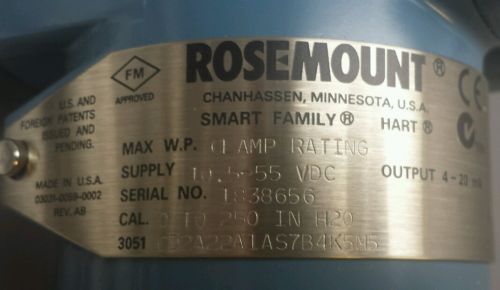 FM
APPROVED
ROSEMOUNT®
CHANHASSEN, MINNESOTA, U.S.A.
SMART FAMILY® HART®
U.S. AND
FOREIGN PATENTS
ISSUED AND
PENDING.
MAX W.P. CLAMP RATING
SUPPLY 10.5-55 VDC OUTPUT 4-20 mA
MADE IN U.S.A.
03031-0059-0002
REV. AB
SERIAL NO. 1838656
CAL. 0 TO 250 IN H2O
3051